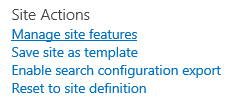 Site Actions
Manage site features
Save site as template
Enable search configuration export
Reset to site definition